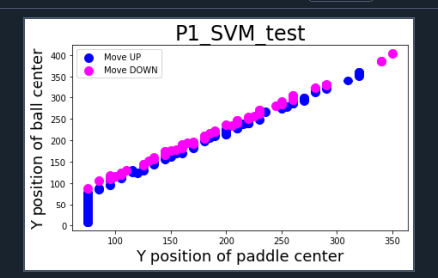 P1_SVM_test
Move UP
Move DOWN
400
350
300
250
200
150
100
50
0
Y position of ball center
100 150 200 250 300 350
Y position of paddle center